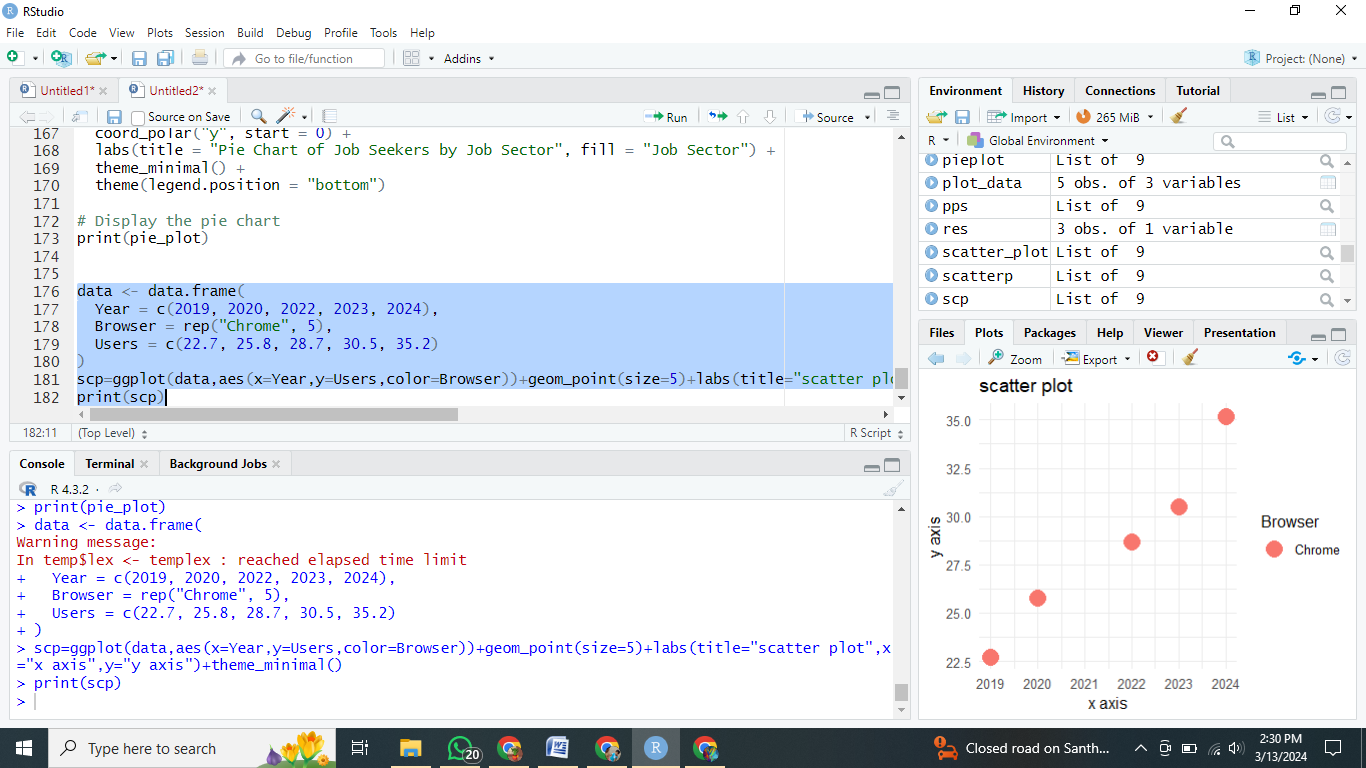 RStudio
File Edit Code View Plots Session Build Debug Profile Tools Help
Go to file/function Addins Project: (None)
Untitled1* Untitled2*
Source on Save Run Source
167 coord_polar("y", start = 0) +
168 labs(title = "Pie Chart of Job Seekers by Job Sector", fill = "Job Sector") +
169 theme_minimal() +
170 theme(legend.position = "bottom")
171
172 # Display the pie chart
173 print(pie_plot)
174
175
176 data <- data.frame(
177 Year = c(2019, 2020, 2022, 2023, 2024),
178 Browser = rep("Chrome", 5),
179 Users = c(22.7, 25.8, 28.7, 30.5, 35.2)
180 )
181 scp=ggplot(data,aes(x=Year,y=Users,color=Browser))+geom_point(size=5)+labs(title="scatter plo
182 print(scp)
182:11 (Top Level) R Script
Console Terminal Background Jobs
R 4.3.2 ·
> print(pie_plot)
> data <- data.frame(
Warning message:
In temp$lex <- templex : reached elapsed time limit
+ Year = c(2019, 2020, 2022, 2023, 2024),
+ Browser = rep("Chrome", 5),
+ Users = c(22.7, 25.8, 28.7, 30.5, 35.2)
+ )
> scp=ggplot(data,aes(x=Year,y=Users,color=Browser))+geom_point(size=5)+labs(title="scatter plot",x
="x axis",y="y axis")+theme_minimal()
> print(scp)
>
Environment History Connections Tutorial
Import 265 MiB List
R Global Environment
pieplot List of 9
plot_data 5 obs. of 3 variables
pps List of 9
res 3 obs. of 1 variable
scatter_plot List of 9
scatterp List of 9
scp List of 9
Files Plots Packages Help Viewer Presentation
Zoom Export
scatter plot
35.0
32.5
30.0
27.5
25.0
22.5
y axis
2019 2020 2021 2022 2023 2024
x axis
Browser
Chrome
Type here to search
20
Closed road on Santh...
2:30 PM
3/13/2024